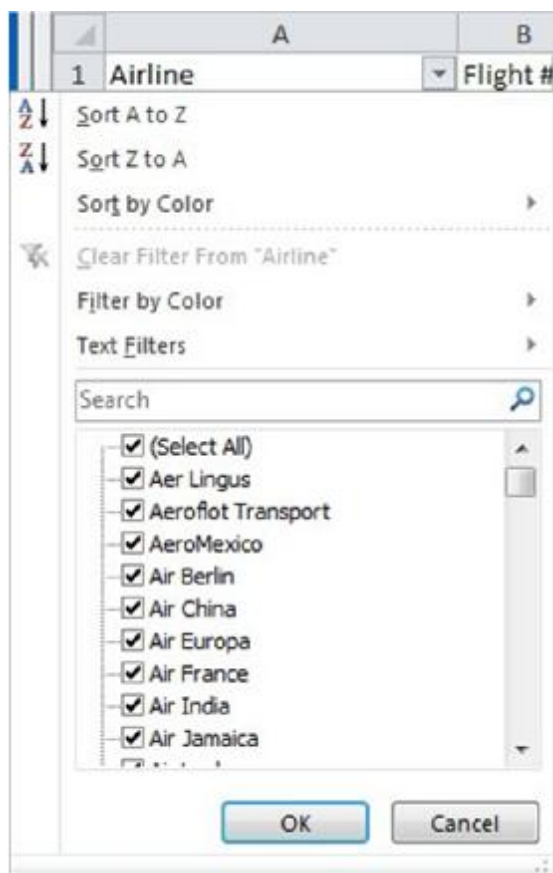 A B
1 Airline Flight #
Sort A to Z
Sort Z to A
Sort by Color
Clear Filter From "Airline"
Filter by Color
Text Filters
Search
(Select All)
Aer Lingus
Aeroflot Transport
AeroMexico
Air Berlin
Air China
Air Europa
Air France
Air India
Air Jamaica
OK Cancel